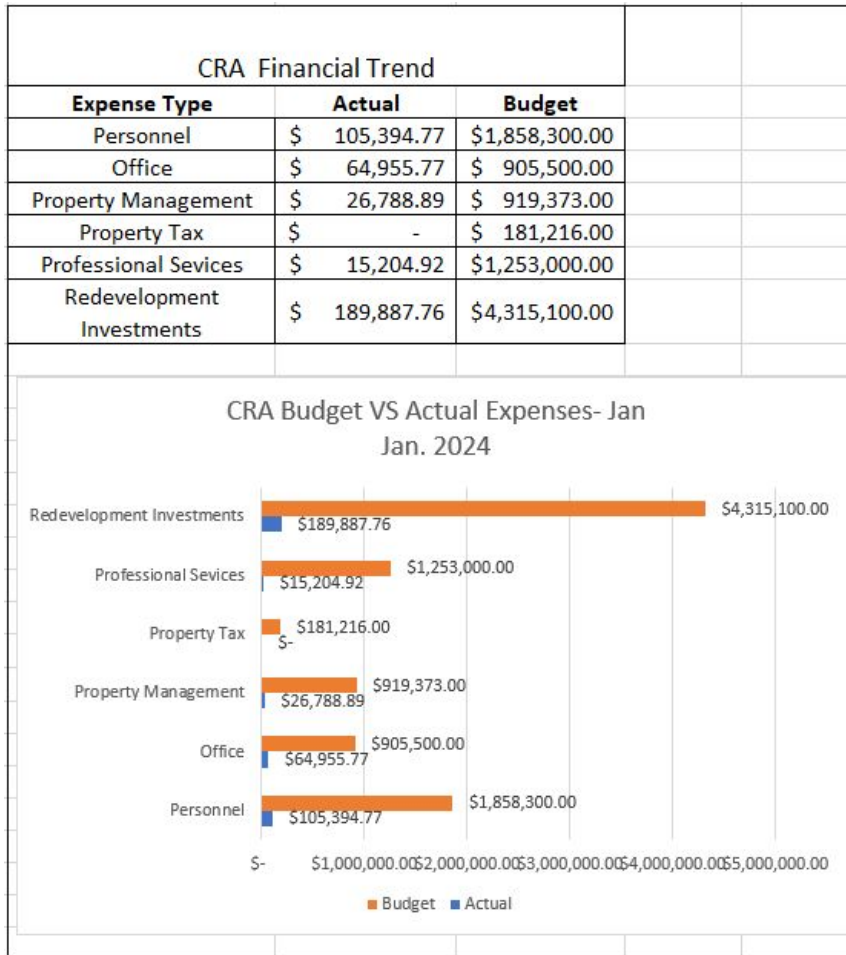 CRA Financial Trend
Expense Type Actual Budget
Personnel $ 105,394.77 $1,858,300.00
Office $ 64,955.77 $ 905,500.00
Property Management $ 26,788.89 $ 919,373.00
Property Tax $ - $ 181,216.00
Professional Sevices $ 15,204.92 $1,253,000.00
Redevelopment
Investments $ 189,887.76 $4,315,100.00
CRA Budget VS Actual Expenses- Jan
Jan. 2024
Redevelopment Investments $4,315,100.00
$189,887.76
Professional Sevices $1,253,000.00
$15,204.92
Property Tax $181,216.00
$-
Property Management $919,373.00
$26,788.89
Office $905,500.00
$64,955.77
Personnel $1,858,300.00
$105,394.77
$- $1,000,000.00 $2,000,000.00 $3,000,000.00 $4,000,000.00 $5,000,000.00
Budget Actual